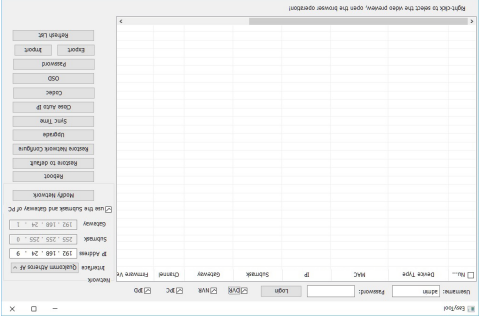 EasyTool
Username: admin Password: Login DVR NVR IPC IPD
Nu... Device Type MAC IP Submask Gateway Channel Firmware Ve
Network
Interface Qualcomm Atheros AF
IP Address 192 . 168 . 24 . 9
Submask 255 . 255 . 255 . 0
Gateway 192 . 168 . 24 . 1
use the Submask and Gateway of PC
Modify Network
Reboot
Restore to default
Restore Network Configure
Upgrade
Sync Time
Close Auto IP
Codec
OSD
Password
Export Import
Refresh List
Right-click to select the video preview, open the browser operation!